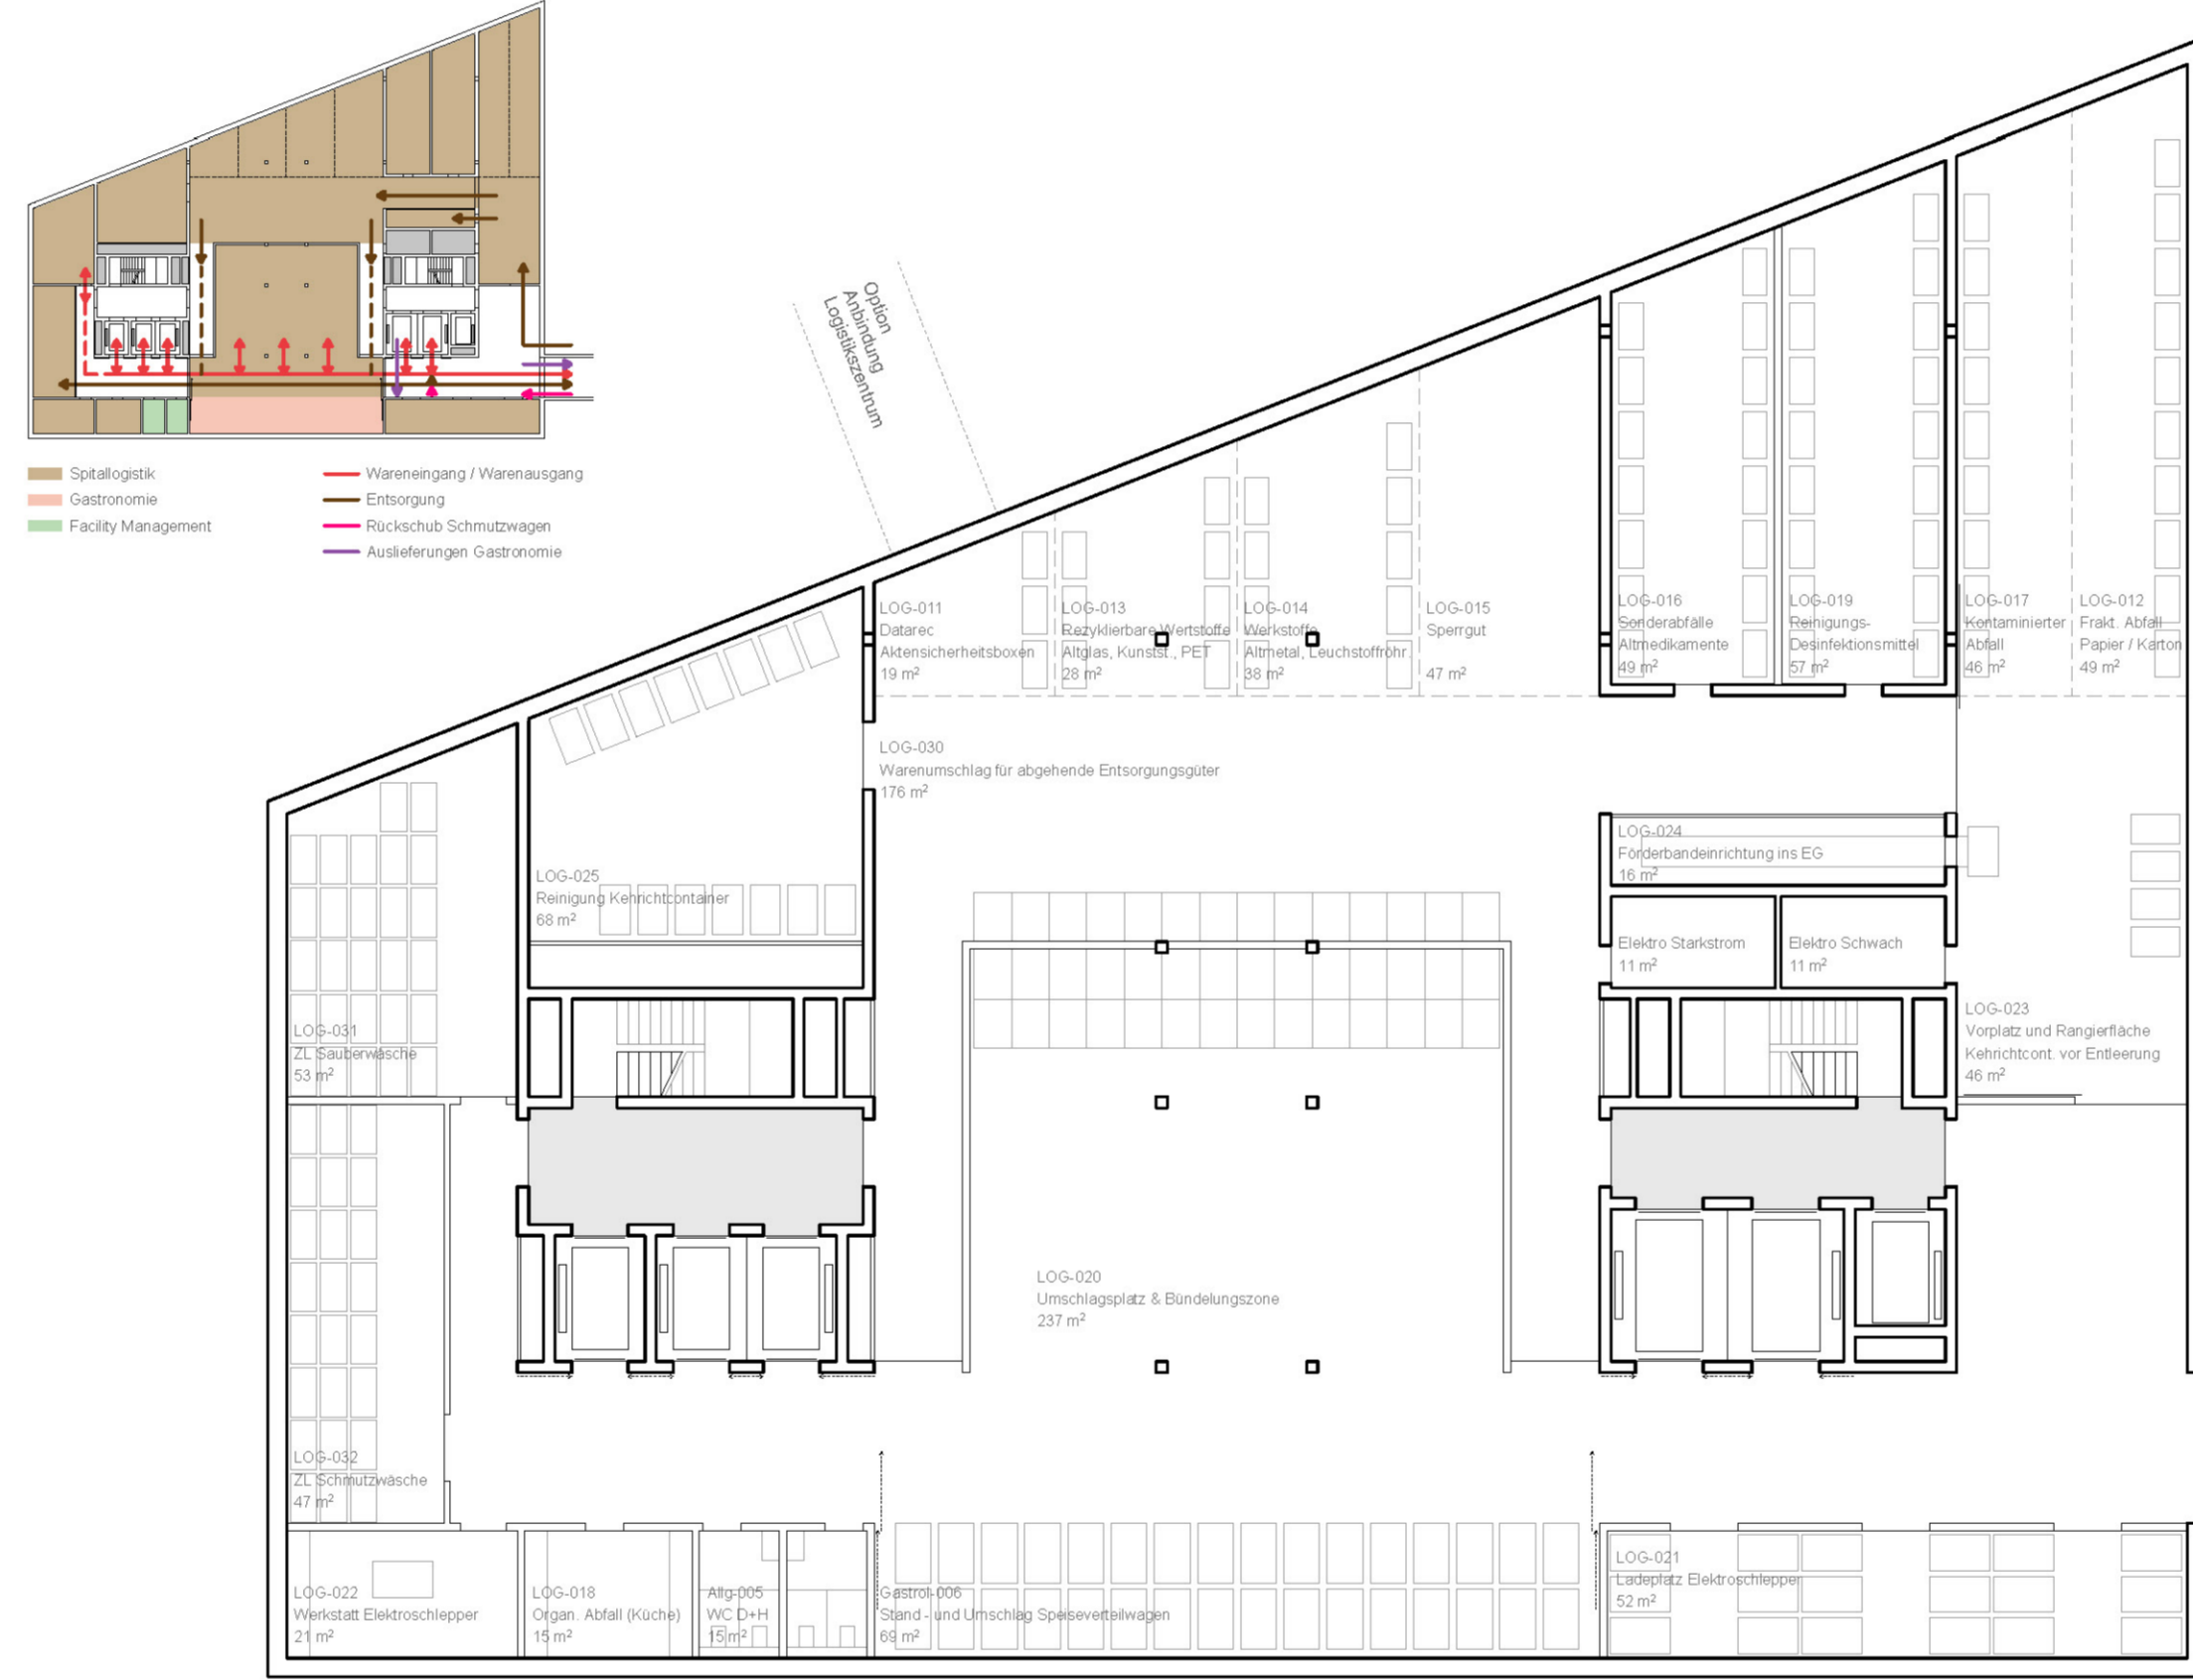 Spitallogistik
Gastronomie
Facility Management
Wareneingang / Warenausgang
Entsorgung
Rückschub Schmutzwagen
Auslieferungen Gastronomie
Option
Anbindung
Logistikszentrum
LOG-011
Datarec
Aktensicherheitsboxen
19 m²
LOG-013
Rezyklierbare Wertstoffe
Altglas, Kunstst., PET
28 m²
LOG-014
Werkstoffe
Altmetal, Leuchstoffröhr.
38 m²
LOG-015
Sperrgut
47 m²
LOG-016
Sonderabfälle
Altmedikamente
49 m²
LOG-019
Reinigungs-
Desinfektionsmittel
57 m²
LOG-017
Kontaminierter
Abfall
46 m²
LOG-012
Frakt. Abfall
Papier / Karton
49 m²
LOG-030
Warenumschlag für abgehende Entsorgungsgüter
176 m²
LOG-024
Förderbandeinrichtung ins EG
16 m²
LOG-025
Reinigung Kehrichtcontainer
68 m²
Elektro Starkstrom
11 m²
Elektro Schwach
11 m²
LOG-031
ZL Sauberwäsche
53 m²
LOG-023
Vorplatz und Rangierfläche
Kehrichtcont. vor Entleerung
46 m²
LOG-020
Umschlagsplatz & Bündelungszone
237 m²
LOG-032
ZL Schmutzwäsche
47 m²
LOG-022
Werkstatt Elektroschlepper
21 m²
LOG-018
Organ. Abfall (Küche)
15 m²
Allg-005
WC D+H
15 m²
Gastrol-006
Stand - und Umschlag Speiseverteilwagen
69 m²
LOG-021
Ladeplatz Elektroschlepper
52 m²